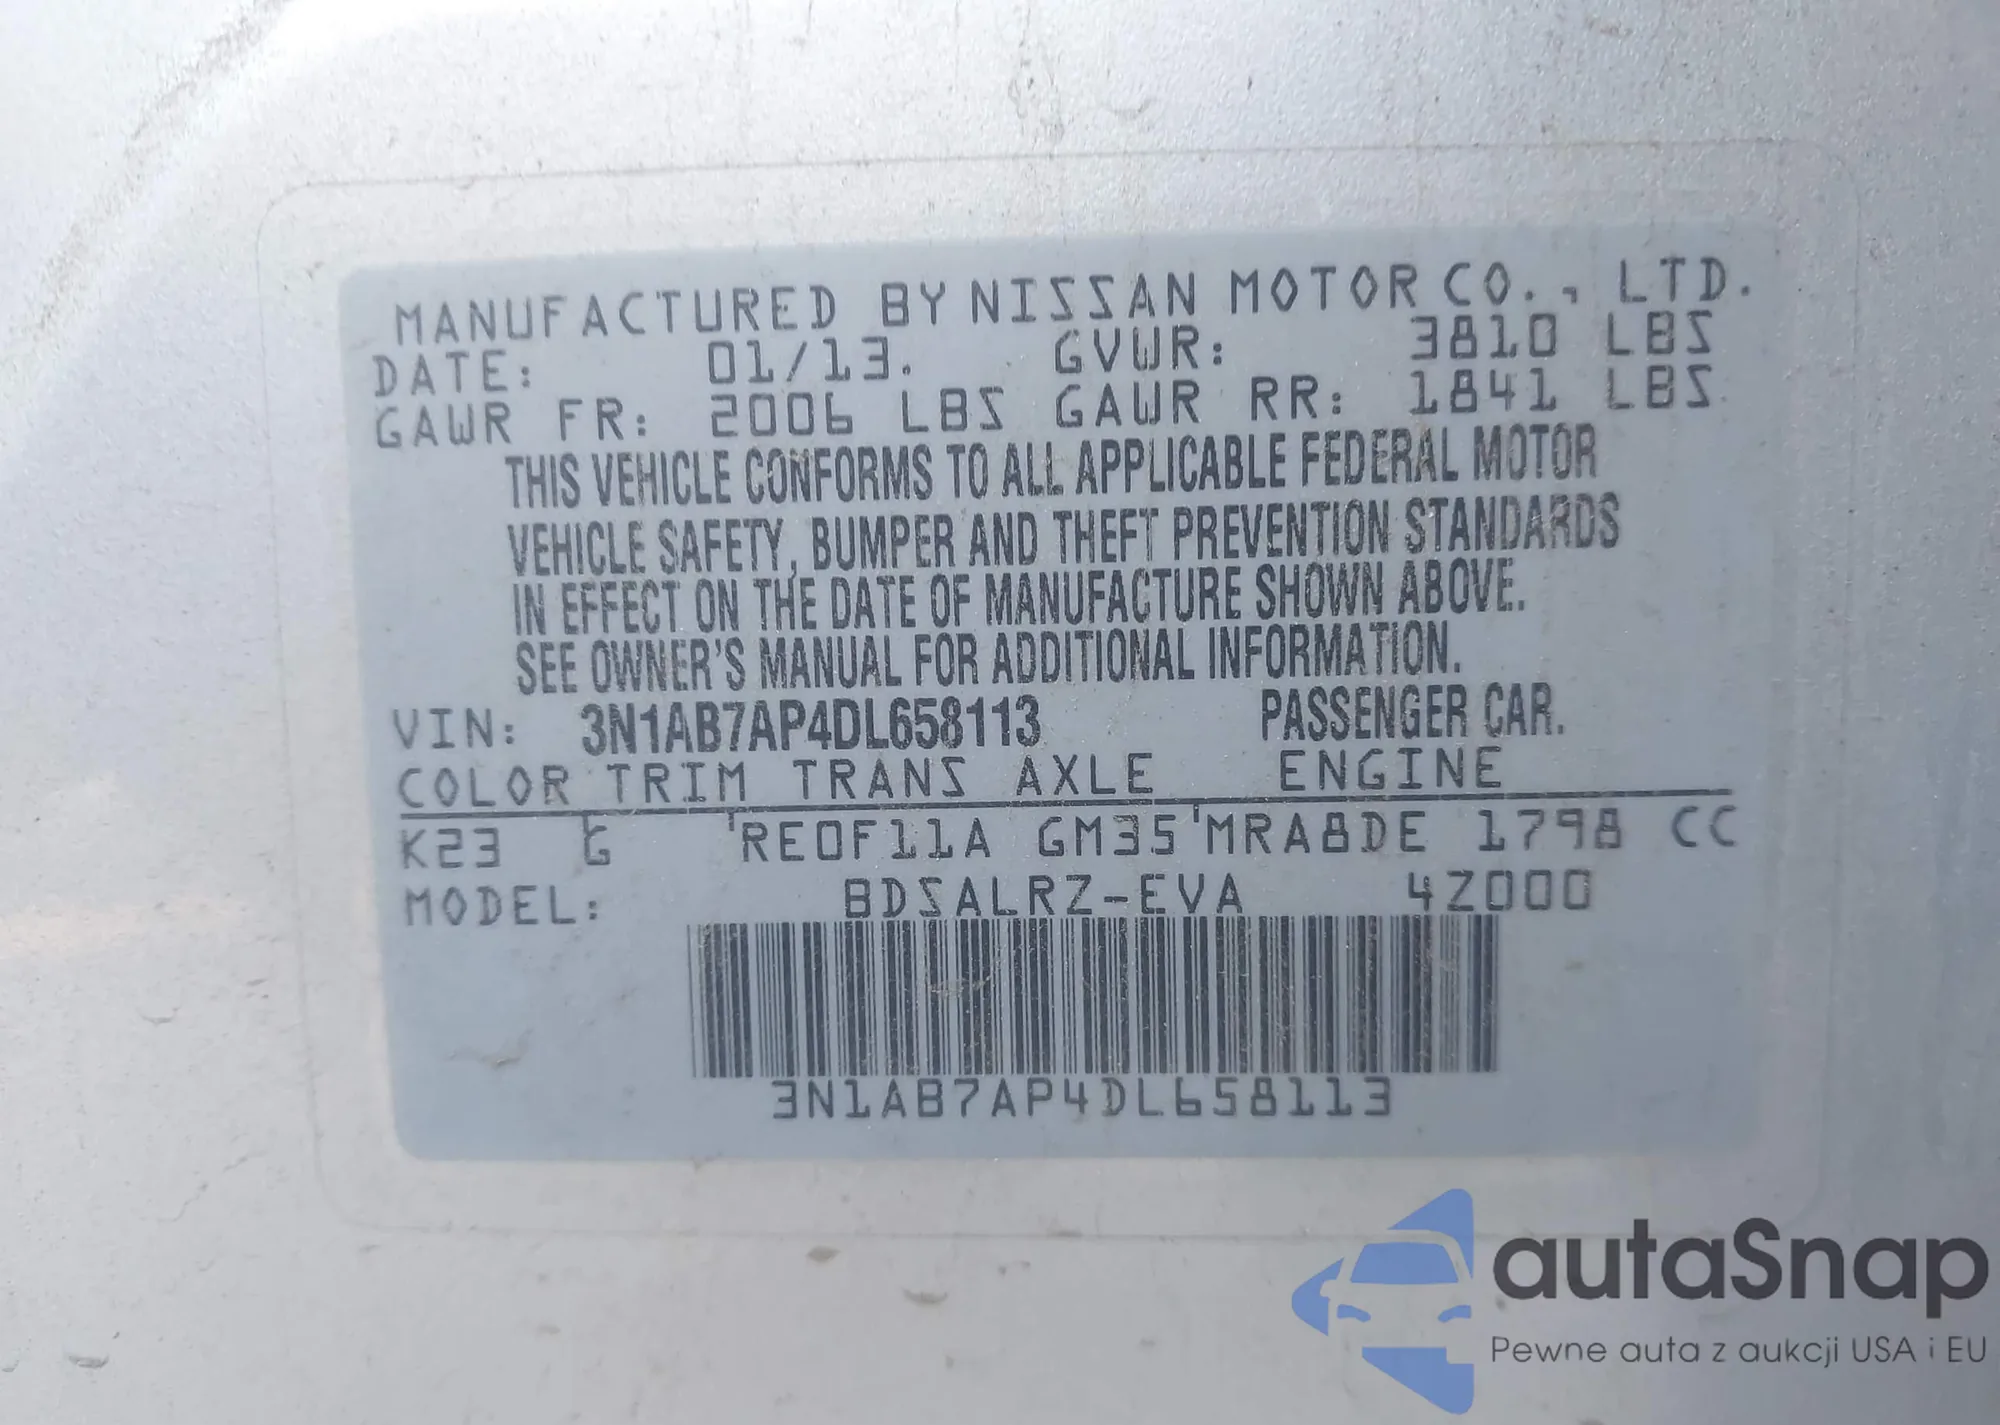 MANUFACTURED BY NISSAN MOTOR CO., LTD.
DATE: 01/13. GVWR: 3810 LBS
GAWR FR: 2006 LBS GAWR RR: 1841 LBS
THIS VEHICLE CONFORMS TO ALL APPLICABLE FEDERAL MOTOR
VEHICLE SAFETY, BUMPER AND THEFT PREVENTION STANDARDS
IN EFFECT ON THE DATE OF MANUFACTURE SHOWN ABOVE.
SEE OWNER'S MANUAL FOR ADDITIONAL INFORMATION.
VIN: 3N1AB7AP4DL658113 PASSENGER CAR.
COLOR TRIM TRANS AXLE ENGINE
K23 G RE0F11A GM35 MRA8DE 1798 CC
MODEL: BDSALRZ-EVA 4Z000
3N1AB7AP4DL658113
autaSnap
Pewne auta z aukcji USA i EU